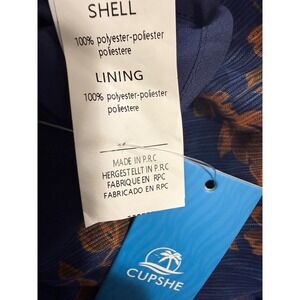 SHELL
100% polyester-poliester
poliestere
LINING
100% polyester-poliester
poliestere
MADE IN P.R.C
HERGESTELLT IN P.R.C
FABRIQUE EN RPC
FABRICADO EN RPC
CUPSHE